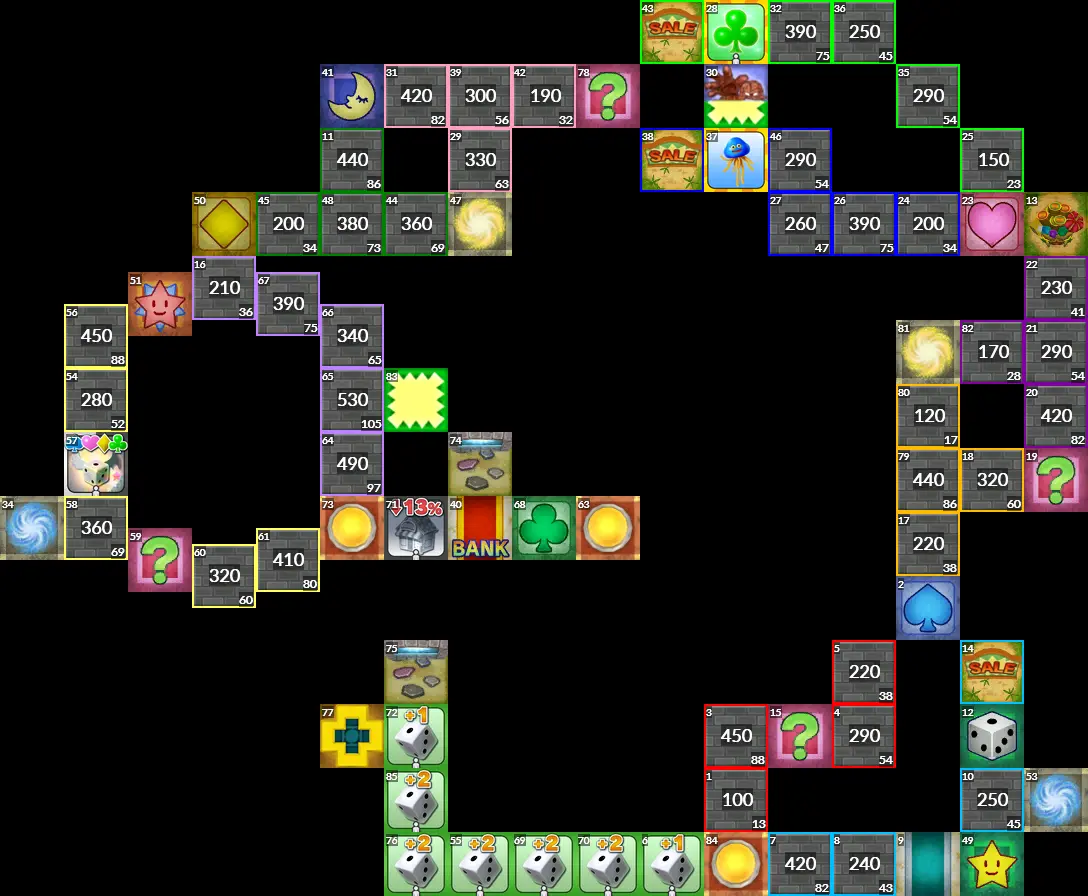 43 SALE 28 32 390 75 36 250 45
41 31 420 82 39 300 56 42 190 32 78 ? 30 35 290 54
11 440 86 29 330 63 38 SALE 37 46 290 54 25 150 23
50 45 200 34 48 380 73 44 360 69 47 27 260 47 26 390 75 24 200 34 23 13
51 16 210 36 67 390 75 22 230 41
56 450 88 66 340 65 81 82 170 28 21 290 54
54 280 52 65 530 105 83 80 120 17 20 420 82
57 64 490 97 74 79 440 86 18 320 60 19 ?
34 58 360 69 73 71 13% 40 BANK 68 63 17 220 38
59 ? 60 320 60 61 410 80 2
75 5 220 38 14 SALE
77 72 +1 3 450 88 15 ? 4 290 54 12
85 +2 1 100 13 10 250 45 53
76 +2 55 +2 69 +2 70 +2 6 +1 84 7 420 82 8 240 43 9 49